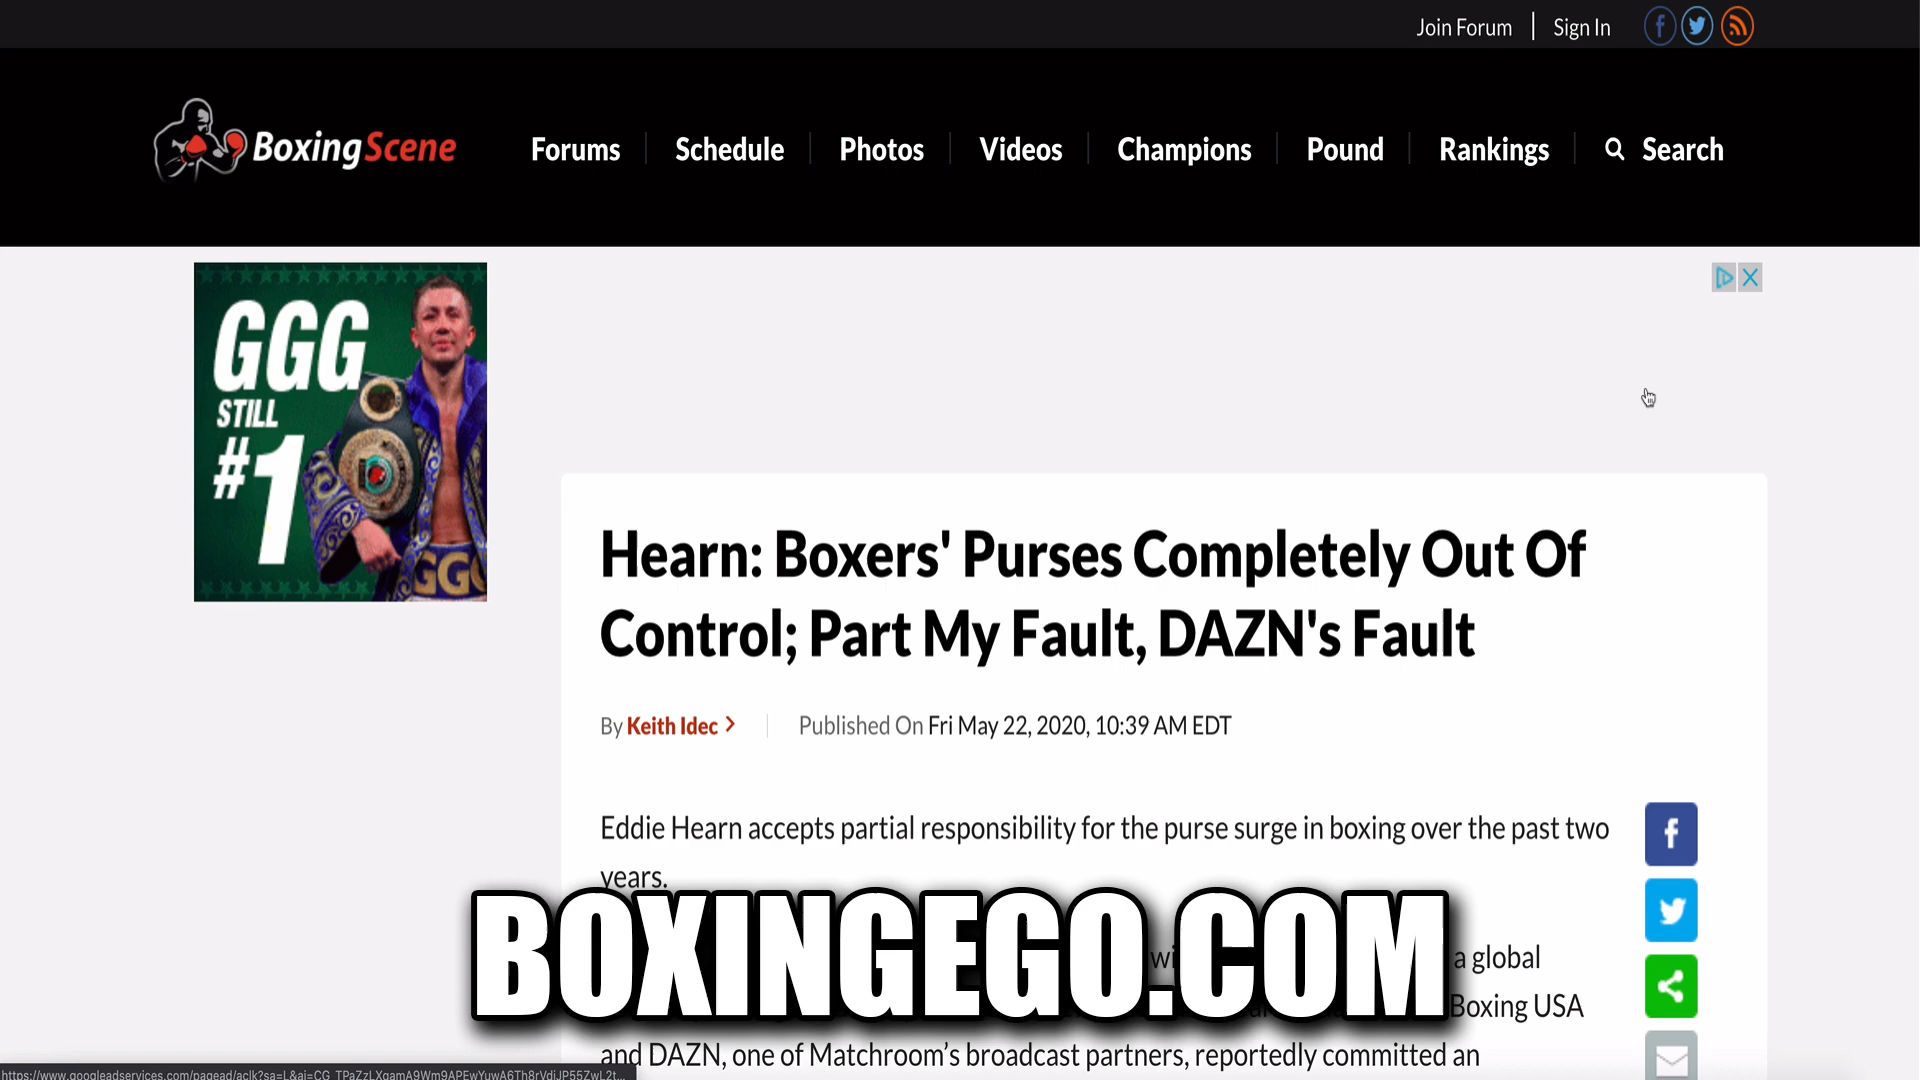 Join Forum
Sign In
BoxingScene
Forums
Schedule
Photos
Videos
Champions
Pound
Rankings
Search
GGG
STILL
#1
GGG
Hearn: Boxers' Purses Completely Out Of
Control; Part My Fault, DAZN's Fault
By Keith Idec
Published On Fri May 22, 2020, 10:39 AM EDT
Eddie Hearn accepts partial responsibility for the purse surge in boxing over the past two
years.
a global
Boxing USA
BOXINGEGO.COM
and DAZN, one of Matchroom's broadcast partners, reportedly committed an